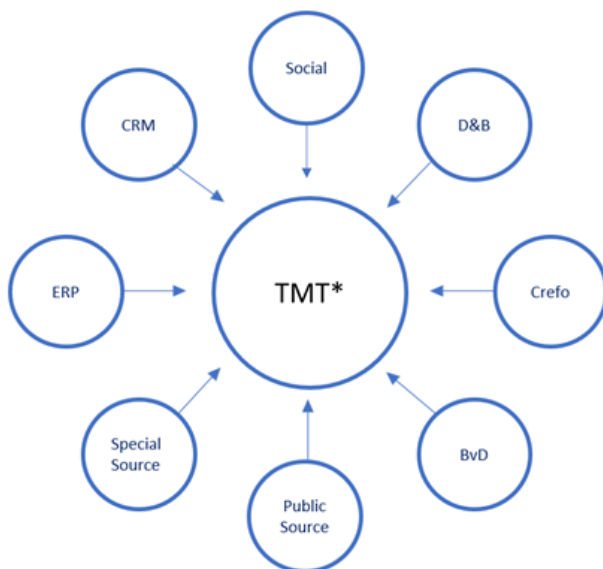 Social
CRM
D&B
ERP
TMT*
Crefo
Special
Source
BvD
Public
Source